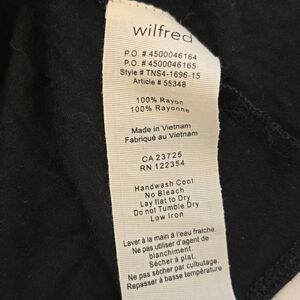 wilfred
P.O. # 4500046164
P.O. # 4500046165
Style # TNS4-1696-15
Article # 55348
100% Rayon
100% Rayonne
Made in Vietnam
Fabriqué au Vietnam
CA 23725
RN 122354
Handwash Cool
No Bleach
Lay flat to Dry
Do not Tumble Dry
Low Iron
Laver à la main à l'eau fraiche.
Ne pas utiliser d'agent de
blanchiment.
Sécher à plat.
Ne pas sécher par culbutage.
Repasser à basse température